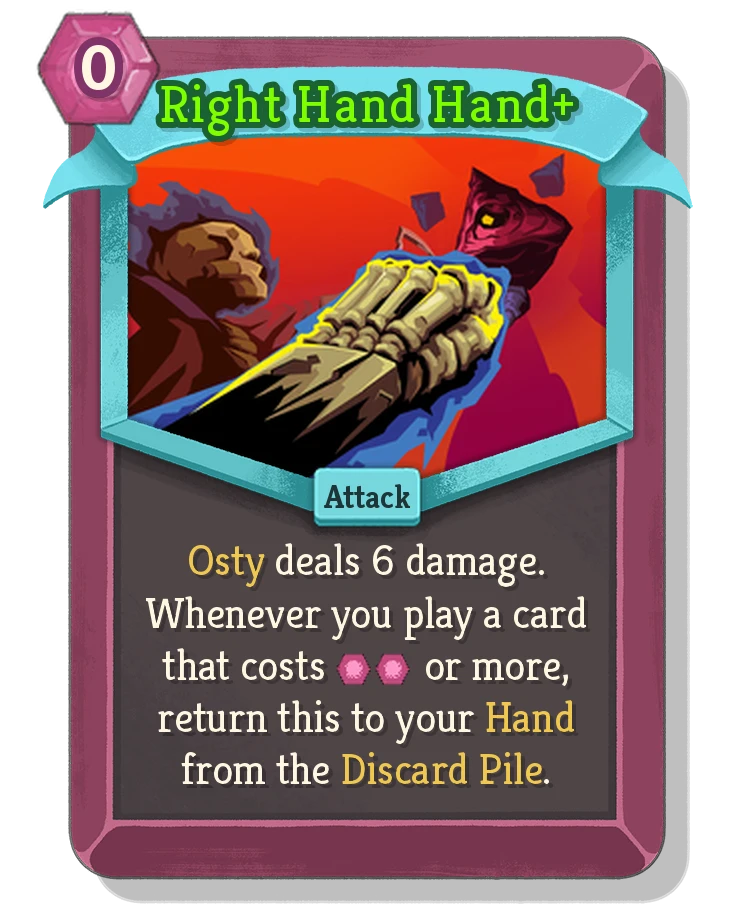 0
Right Hand Hand+
Attack
Osty deals 6 damage.
Whenever you play a card
that costs or more,
return this to your Hand
from the Discard Pile.